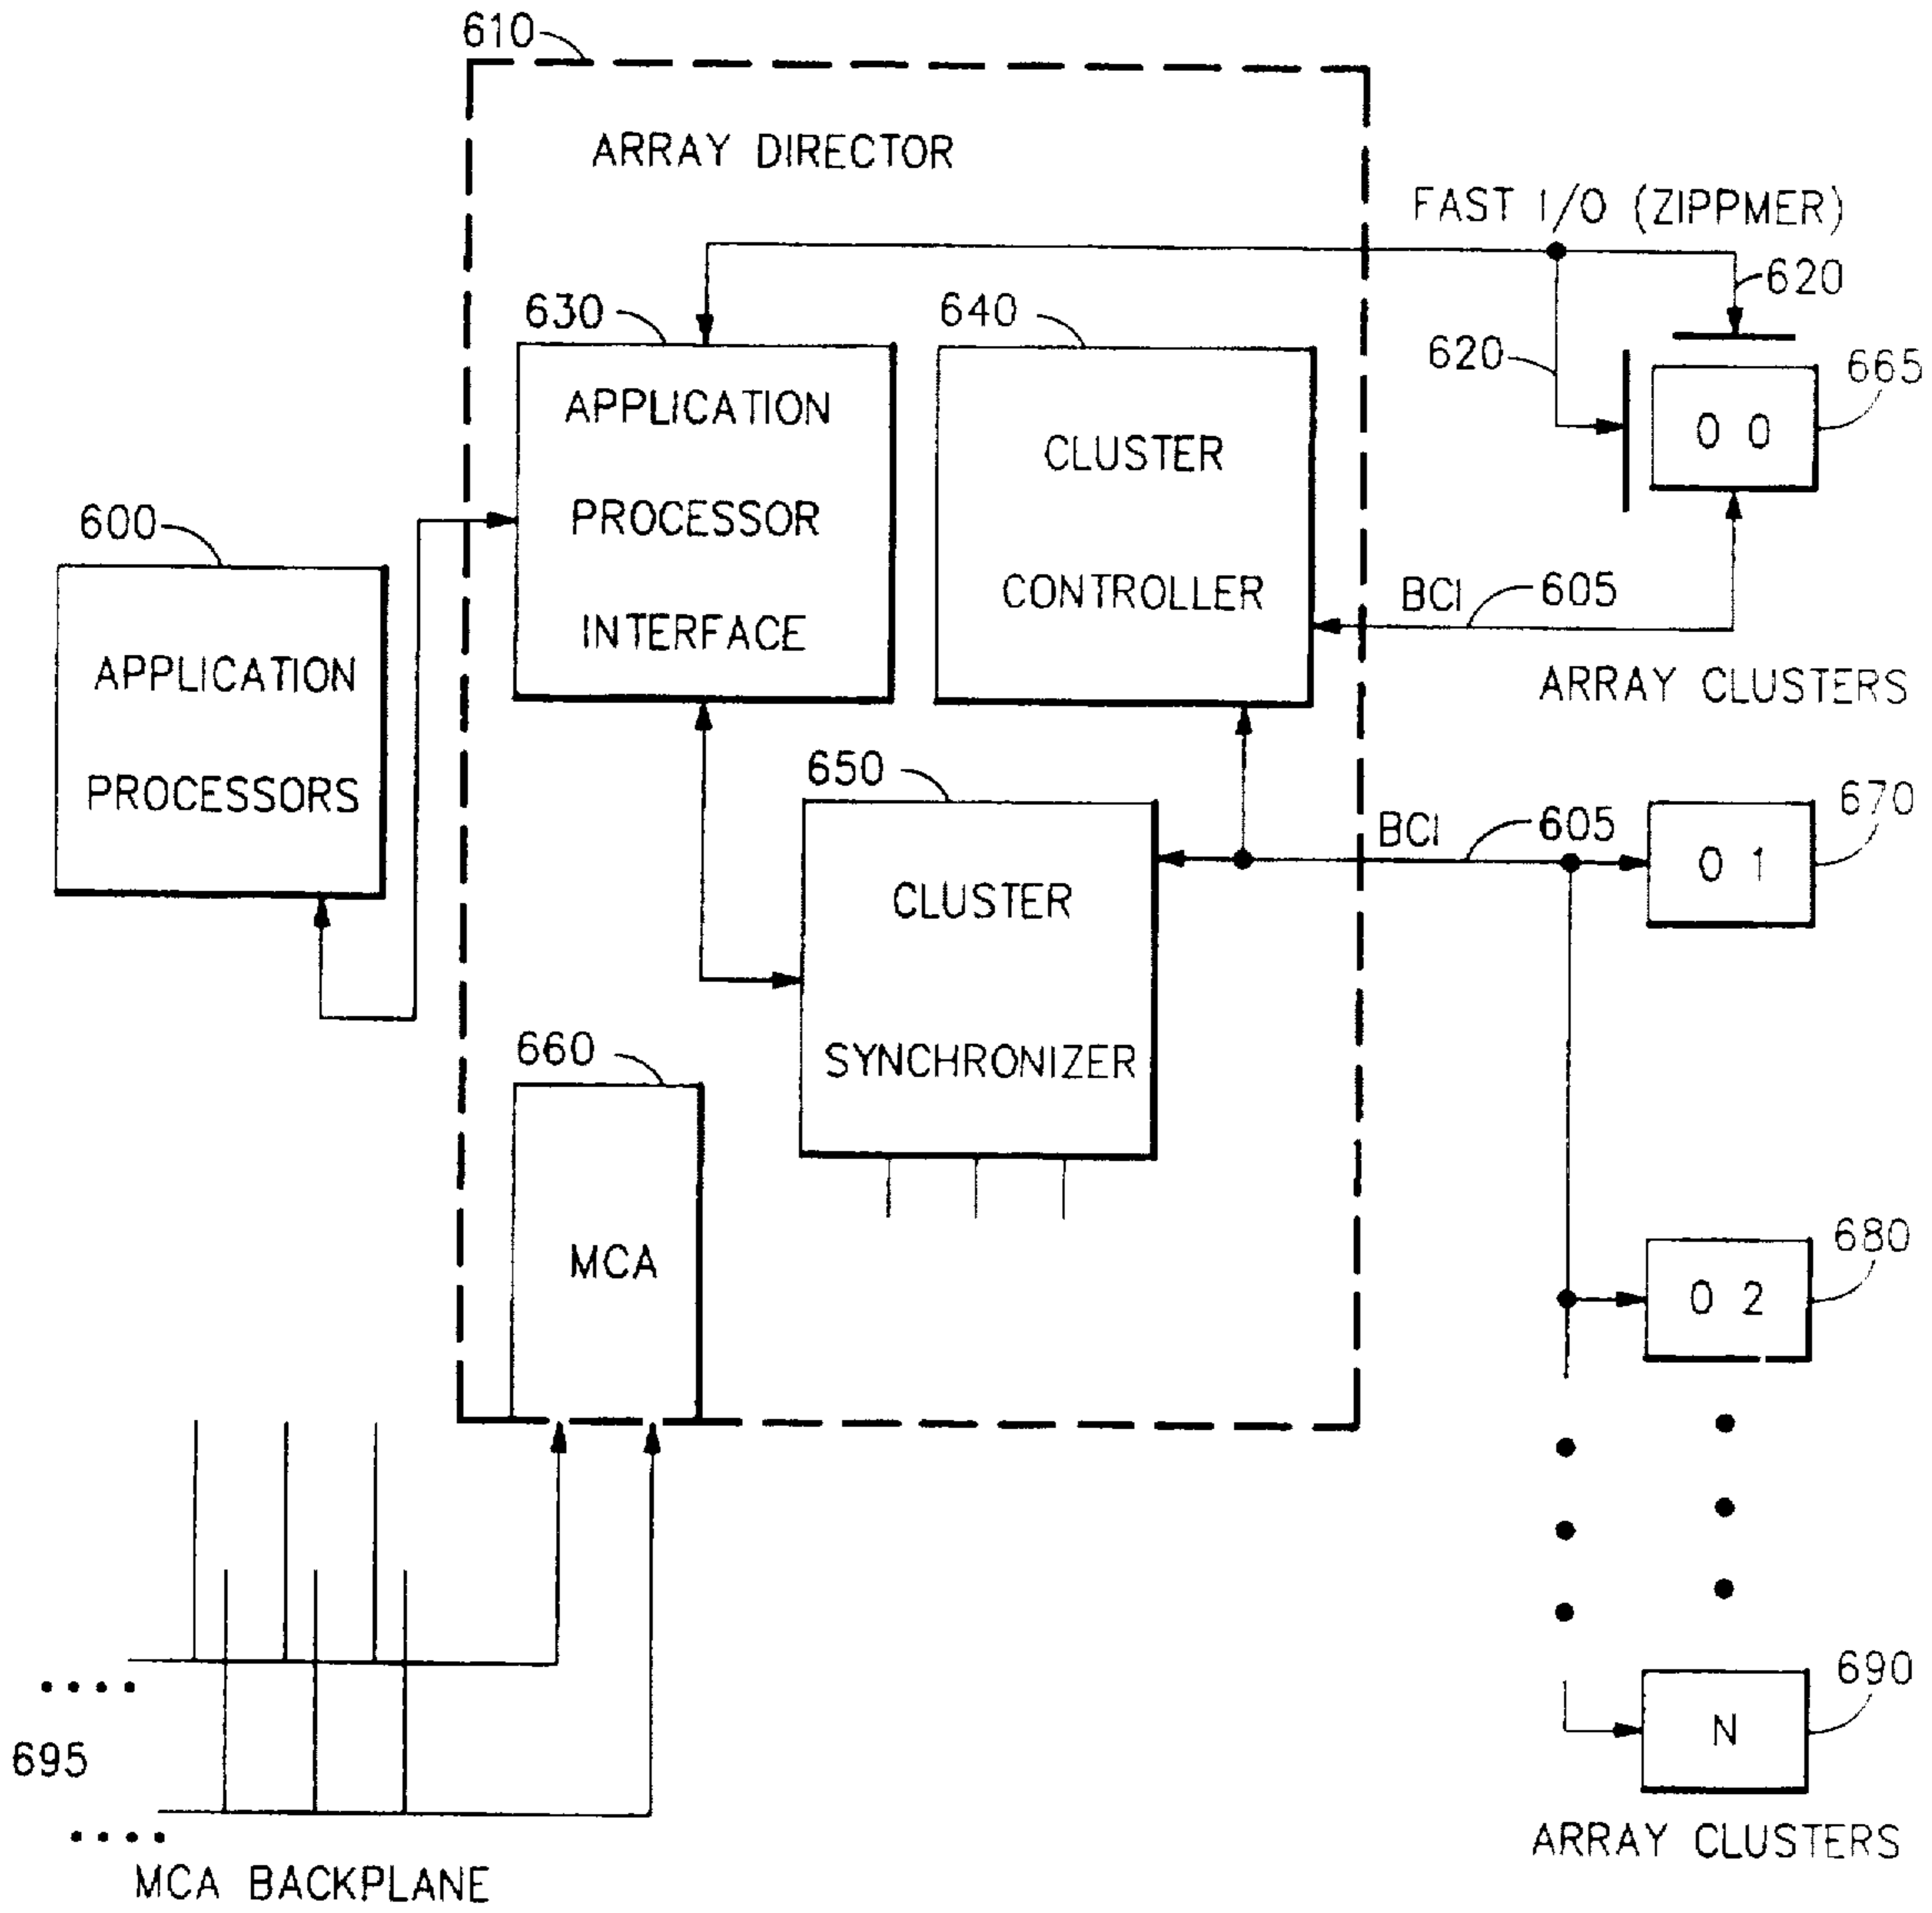 610
ARRAY DIRECTOR
FAST I/O (ZIPPMER)
620
630
640
620
665
APPLICATION
PROCESSOR
INTERFACE
CLUSTER
CONTROLLER
0 0
600
BCI
605
APPLICATION
PROCESSORS
ARRAY CLUSTERS
650
670
BCI
605
0 1
CLUSTER
SYNCHRONIZER
660
MCA
680
0 2
690
N
695
ARRAY CLUSTERS
MCA BACKPLANE